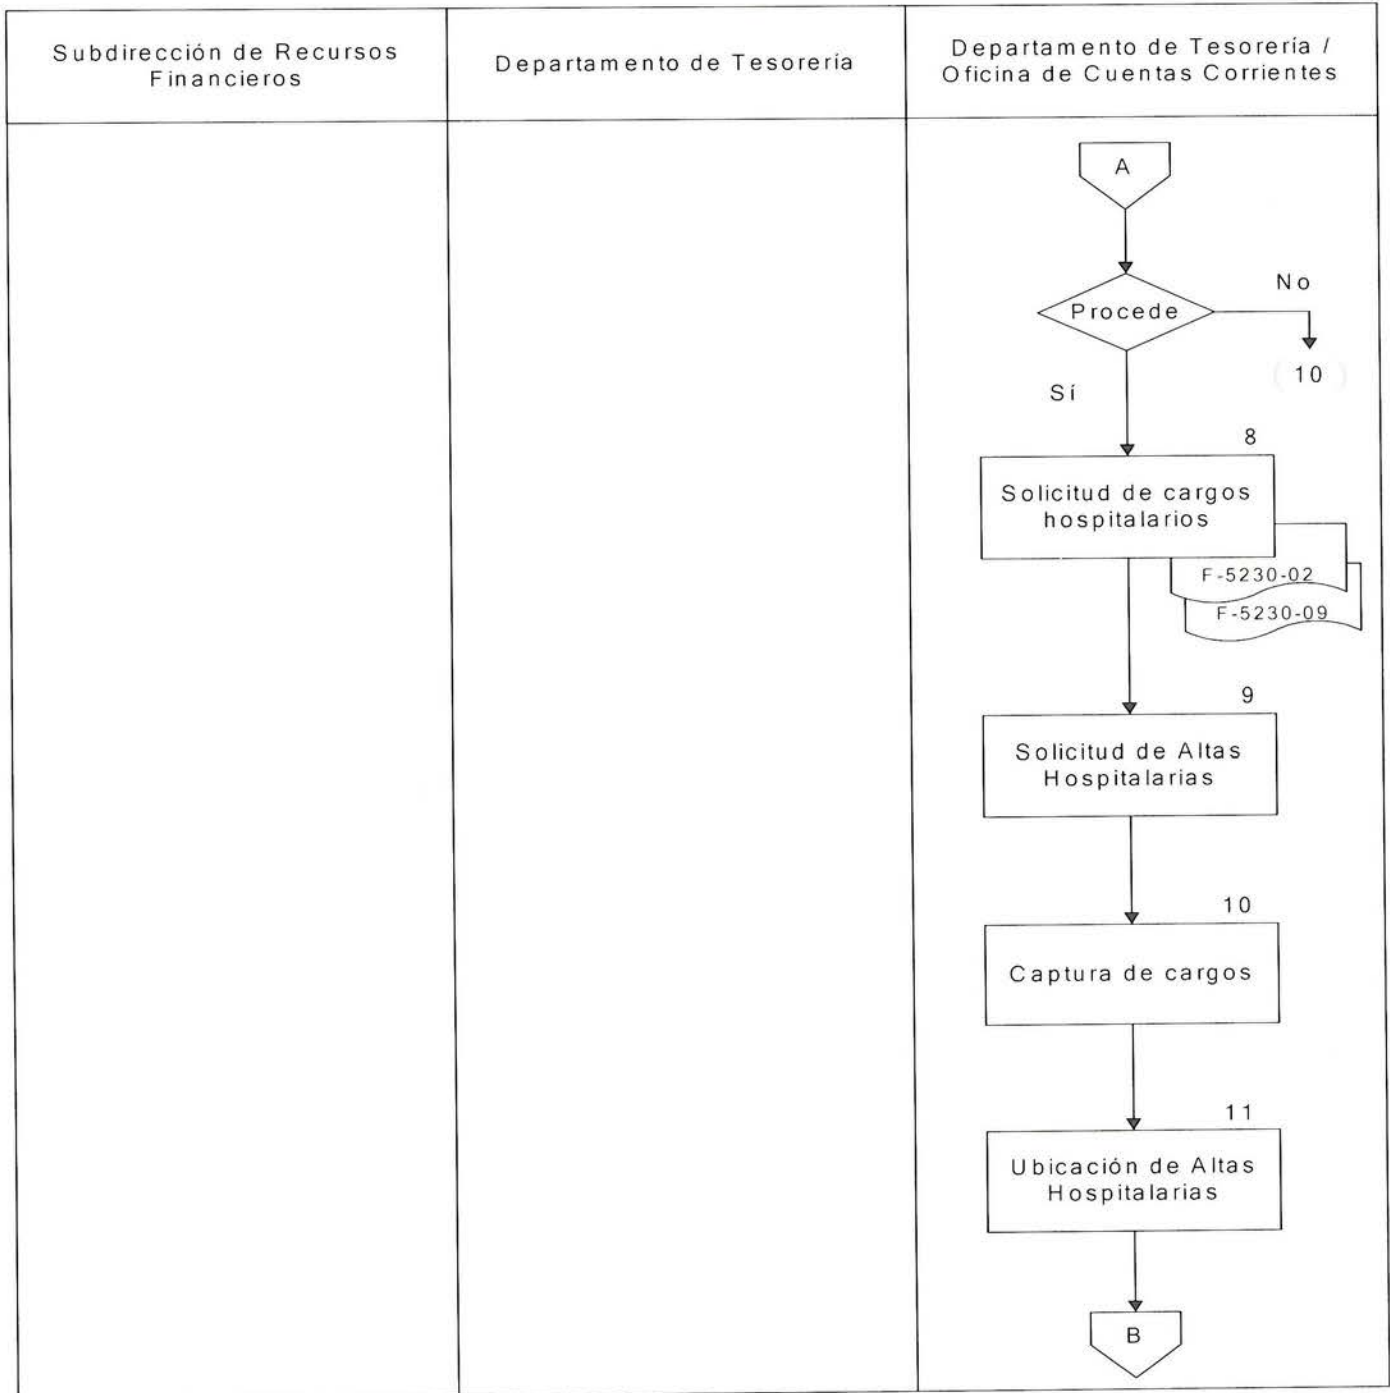 Subdirección de Recursos
Financieros
Departamento de Tesorería
Departamento de Tesorería /
Oficina de Cuentas Corrientes
A
Procede
No
10
Sí
8
Solicitud de cargos
hospitalarios
F-5230-02
F-5230-09
9
Solicitud de Altas
Hospitalarias
10
Captura de cargos
11
Ubicación de Altas
Hospitalarias
B